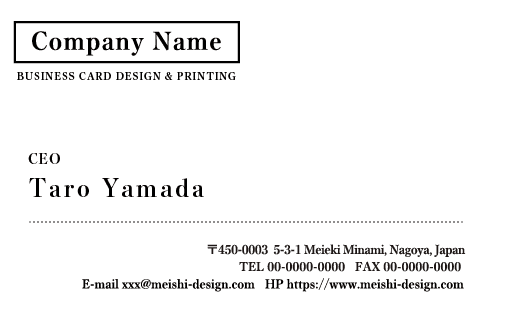 Company Name
BUSINESS CARD DESIGN & PRINTING
CEO
Taro Yamada
〒450-0003 5-3-1 Meieki Minami, Nagoya, Japan
TEL 00-0000-0000 FAX 00-0000-0000
E-mail xxx@meishi-design.com HP https://www.meishi-design.com